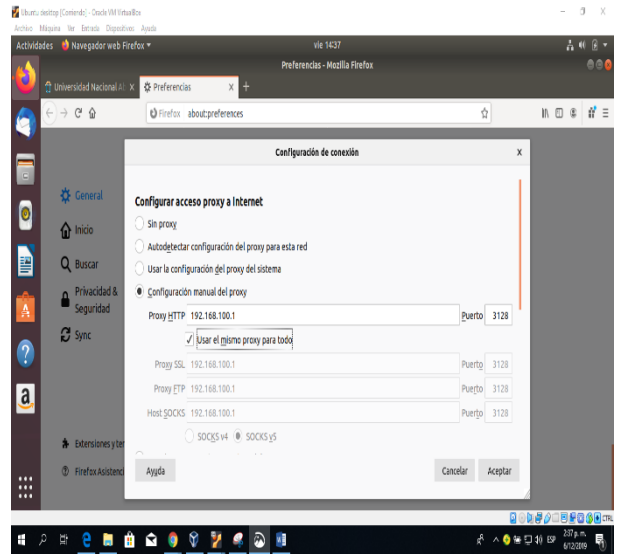 Ubuntu desktop [Corriendo] - Oracle VM VirtualBox
Archivo Máquina Ver Entrada Dispositivos Ayuda
Actividades Navegador web Firefox vie 14:37
Preferencias - Mozilla Firefox
Universidad Nacional Al X Preferencias X +
Firefox about:preferences
Configuración de conexión x
General
Inicio
Buscar
Privacidad &
Seguridad
Sync
Extensiones y ter
Firefox Asistenci
Configurar acceso proxy a Internet
Sin proxy
Autodetectar configuración del proxy para esta red
Usar la configuración del proxy del sistema
Configuración manual del proxy
Proxy HTTP 192.168.100.1 Puerto 3128
Usar el mismo proxy para todo
Proxy SSL 192.168.100.1 Puerto 3128
Proxy FTP 192.168.100.1 Puerto 3128
Host SOCKS 192.168.100.1 Puerto 3128
SOCKS v4 SOCKS v5
Ayuda Cancelar Aceptar
CTRL
ESP 2:37 p. m.
6/12/2019